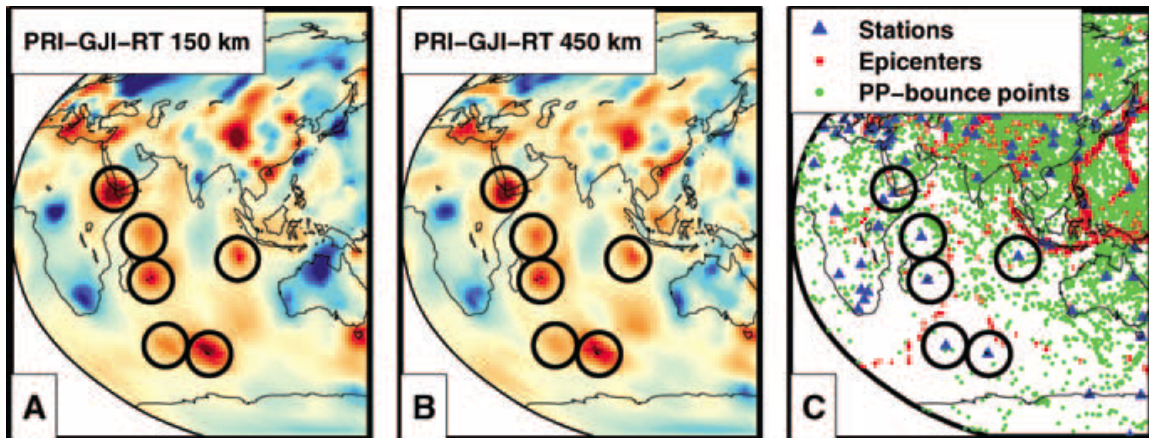 PRI-GJI-RT 150 km
A
PRI-GJI-RT 450 km
B
Stations
Epicenters
PP-bounce points
C